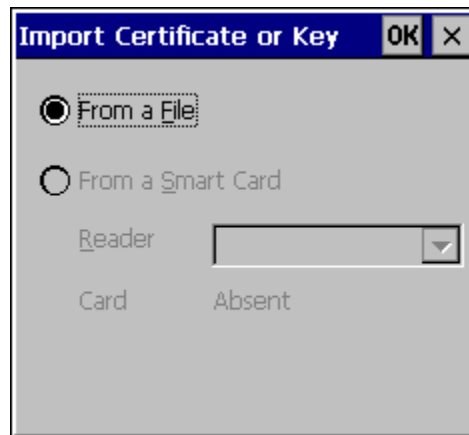 Import Certificate or Key OK ×
From a File
From a Smart Card
Reader
Card Absent